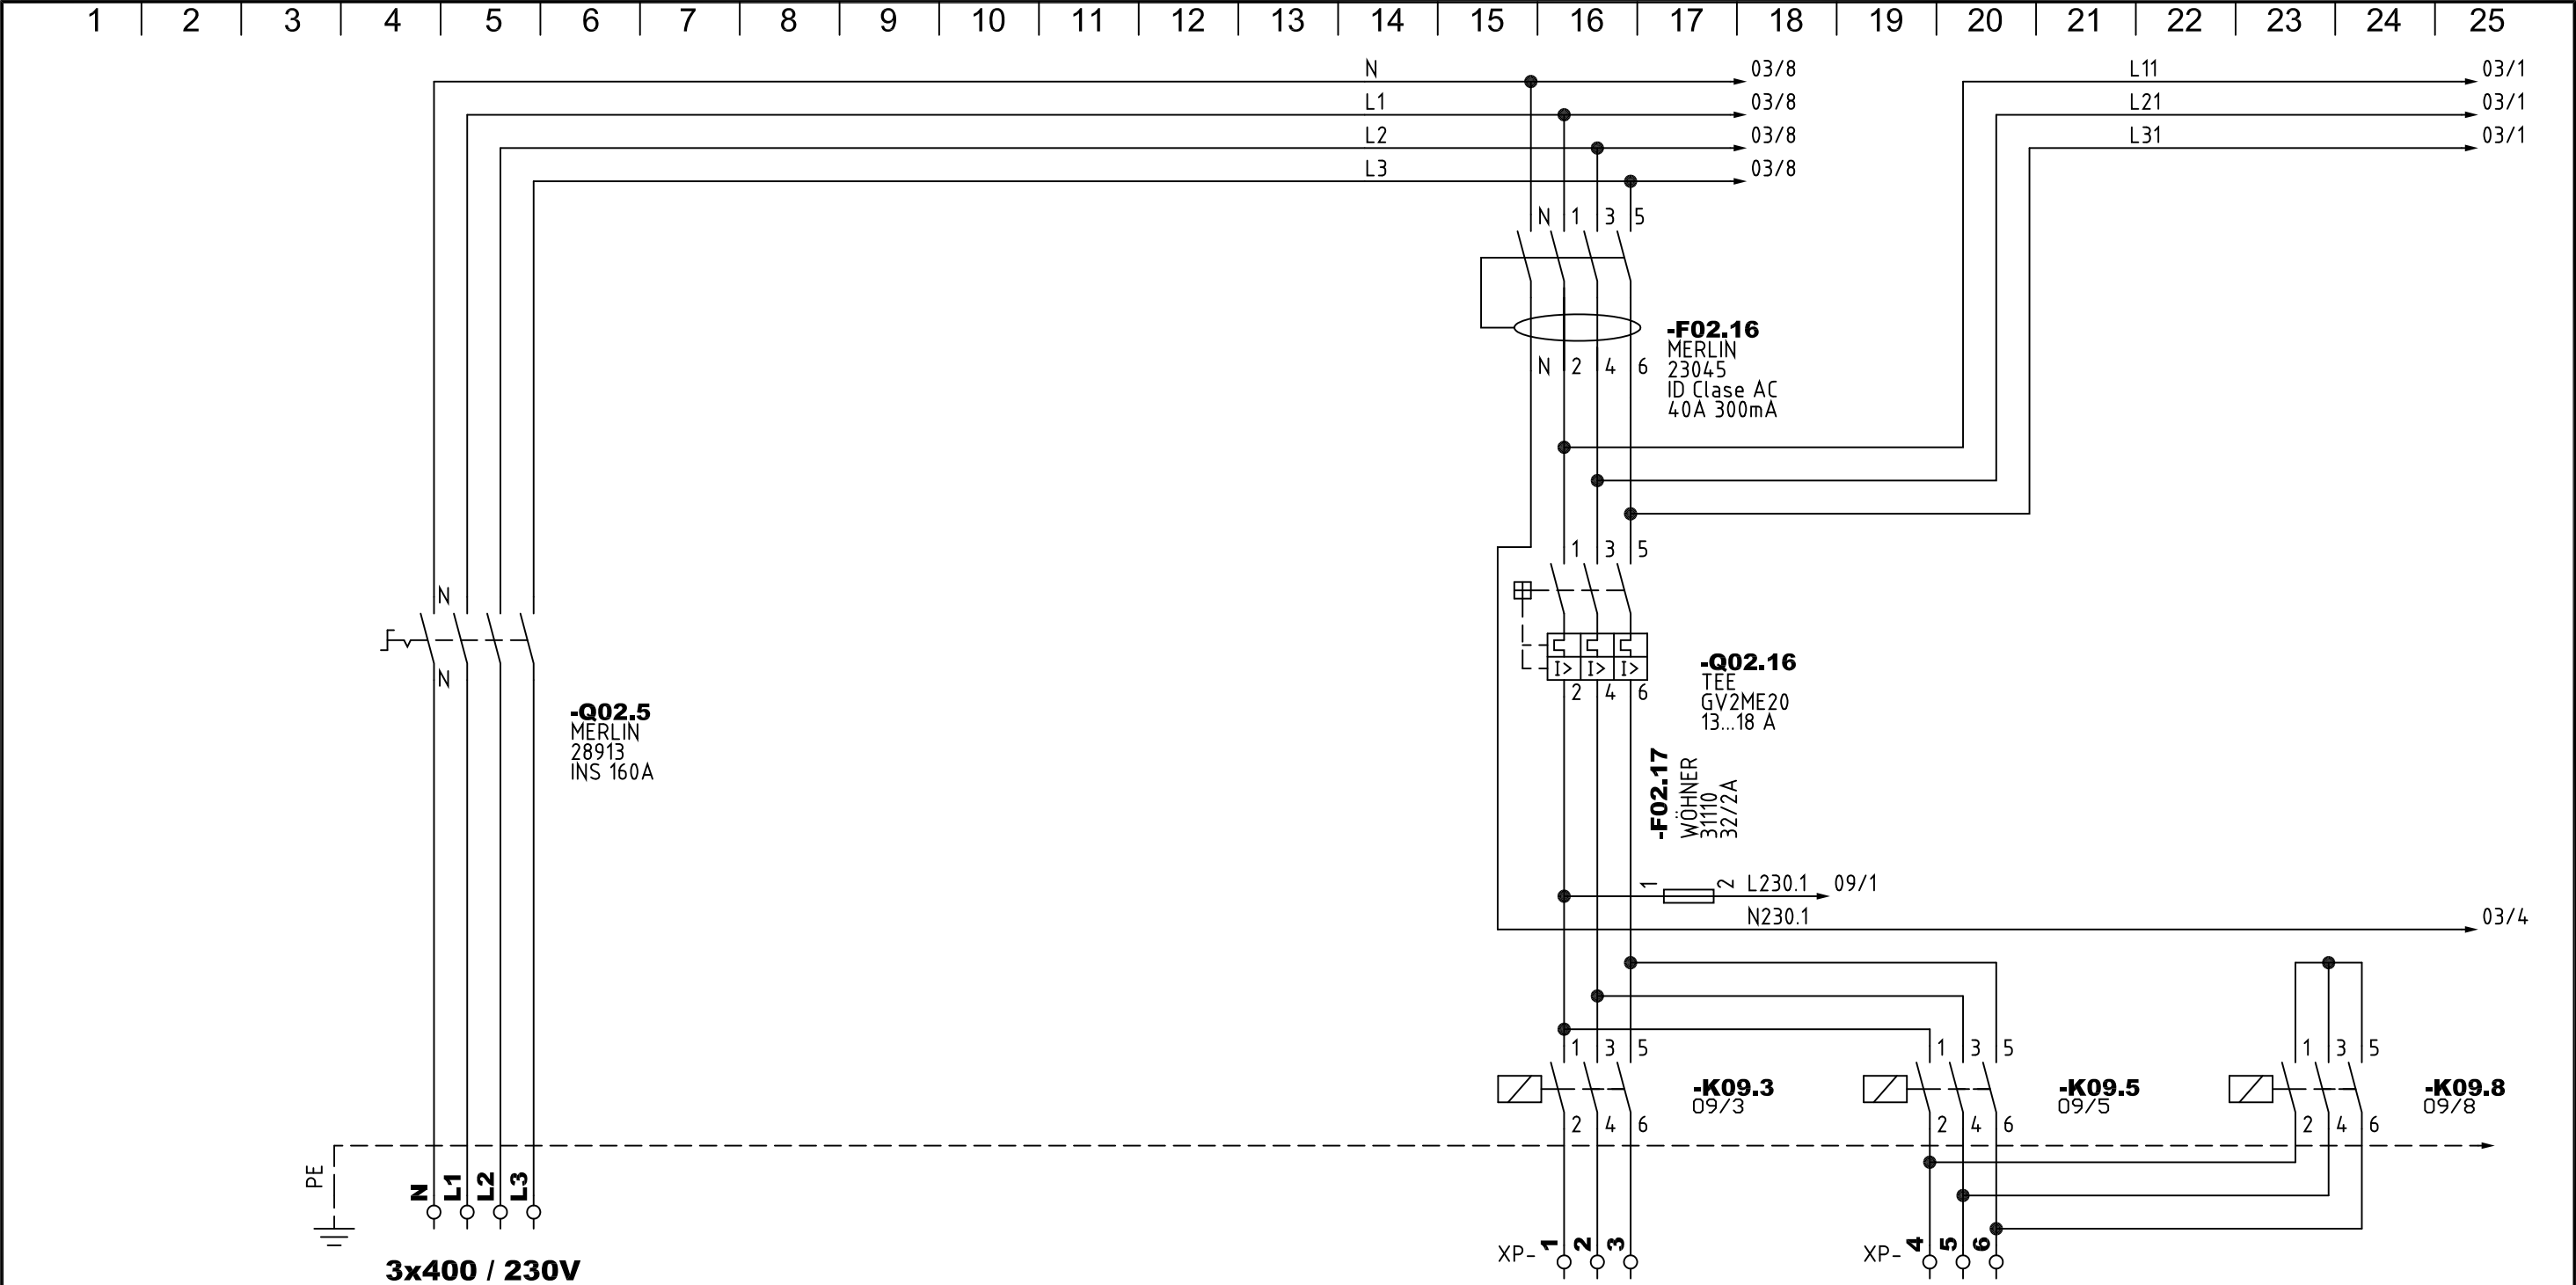 1 2 3 4 5 6 7 8 9 10 11 12 13 14 15 16 17 18 19 20 21 22 23 24 25
N 03/8 L11 03/1
L1 03/8 L21 03/1
L2 03/8 L31 03/1
L3 03/8
N 1 3 5
-F02.16
MERLIN
23045
ID Clase AC
40A 300mA
N 2 4 6
1 3 5
N
N
-Q02.5
MERLIN
28913
INS 160A
I> I> I>
2 4 6
-Q02.16
TEE
GV2ME20
13...18 A
-F02.17
WÖHNER
31110
32/2A
1 2 L230.1 09/1
N230.1 03/4
1 3 5
1 3 5
1 3 5
-K09.3
09/3
-K09.5
09/5
-K09.8
09/8
2 4 6
2 4 6
2 4 6
PE
N L1 L2 L3
XP- 1 2 3
XP- 4 5 6
3x400 / 230V